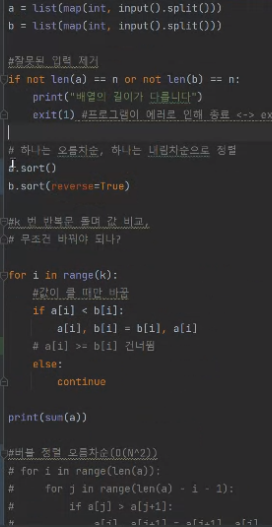 a = list(map(int, input().split()))
b = list(map(int, input().split()))
#잘못된 입력 제거
if not len(a) == n or not len(b) == n:
print("배열의 길이가 다릅니다")
exit(1) #프로그램이 에러로 인해 종료 <-> ex
# 하나는 오름차순, 하나는 내림차순으로 정렬
a.sort()
b.sort(reverse=True)
#k 번 반복문 돌며 값 비교,
# 무조건 바꿔야 되나?
for i in range(k):
#값이 클 때만 바꿈
if a[i] < b[i]:
a[i], b[i] = b[i], a[i]
# a[i] >= b[i] 건너뜀
else:
continue
print(sum(a))
#버블 정렬 오름차순(O(N^2))
# for i in range(len(a)):
#     for j in range(len(a) - i - 1):
#         if a[j] > a[j+1]:
#             a[j], a[j+1] = a[j+1], a[j]